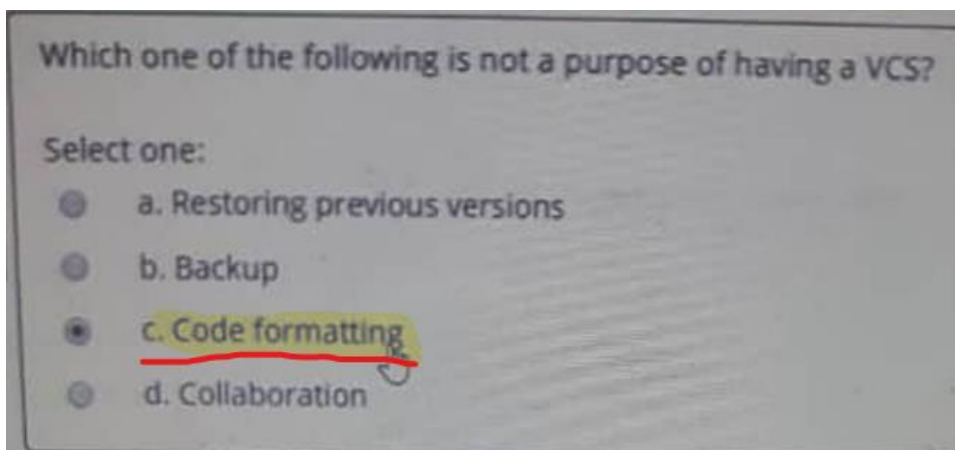 Which one of the following is not a purpose of having a VCS?
Select one:
a. Restoring previous versions
b. Backup
c. Code formatting
d. Collaboration